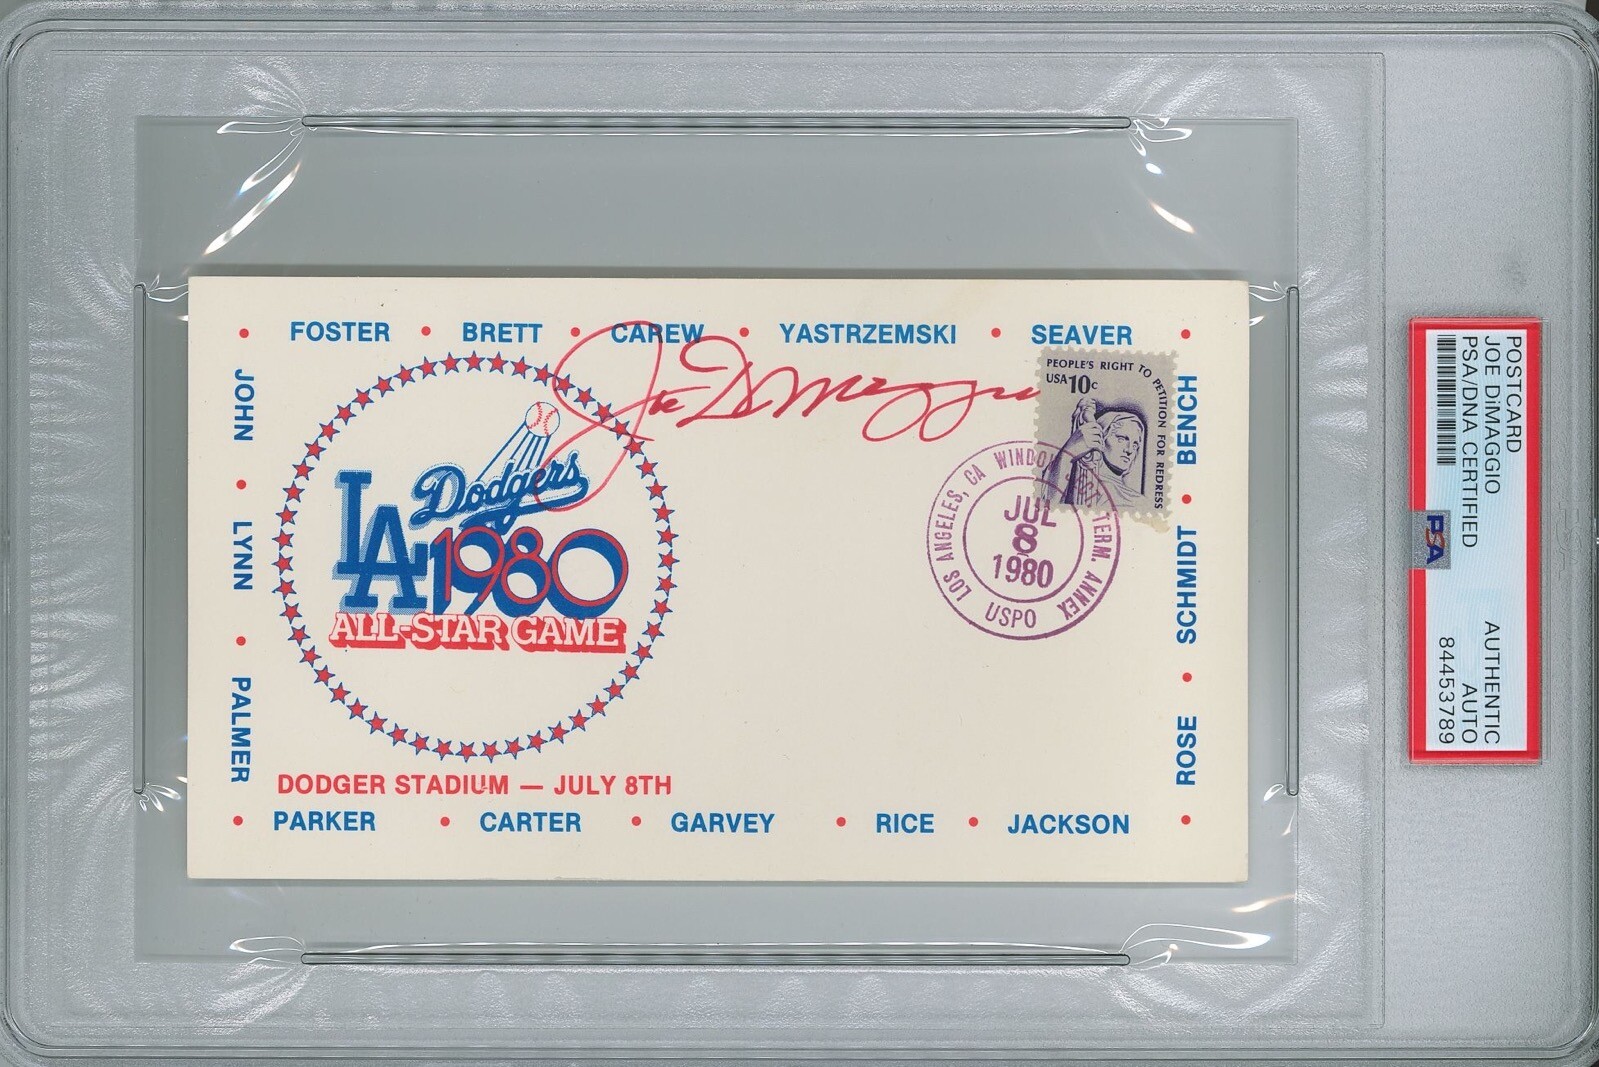 FOSTER • BRETT • CAREW • YASTRZEMSKI • SEAVER
JOHN • LYNN • PALMER
Joe DiMaggio
PEOPLE'S RIGHT TO PETITION FOR REDRESS
USA 10c
BENCH • SCHMIDT • ROSE
LA Dodgers
1980
ALL-STAR GAME
LOS ANGELES, CA WINDOW TERM. ANNEX
JUL
8
1980
USPO
DODGER STADIUM — JULY 8TH
PARKER • CARTER • GARVEY • RICE • JACKSON
POSTCARD
JOE DiMAGGIO
PSA/DNA CERTIFIED
PSA
AUTHENTIC
AUTO
84453789